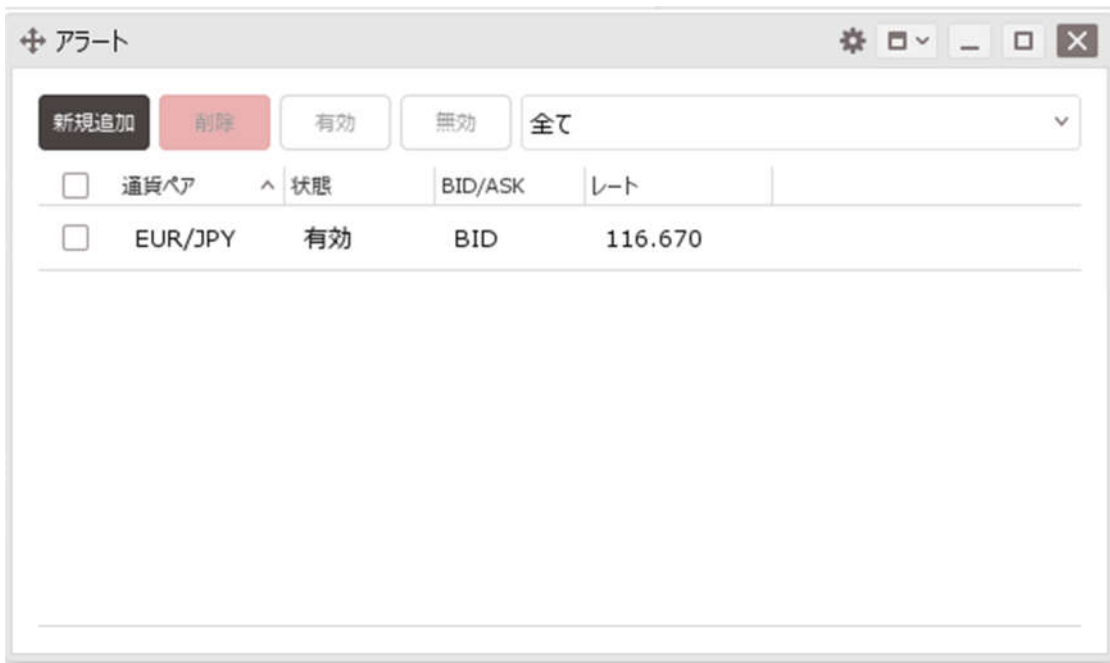 アラート
新規追加 削除 有効 無効 全て
通貨ペア 状態 BID/ASK レート
EUR/JPY 有効 BID 116.670